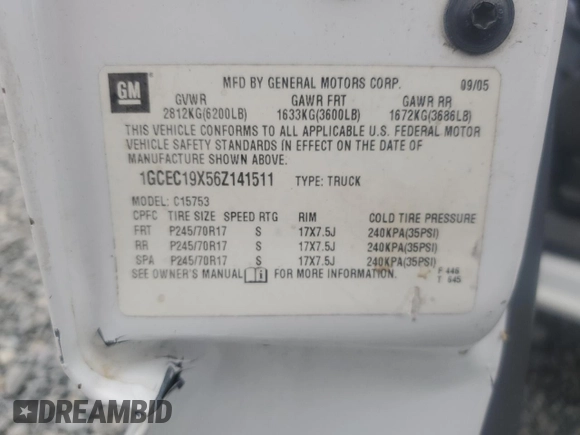 GM
MFD BY GENERAL MOTORS CORP. 09/05
GVWR GAWR FRT GAWR RR
2812KG(6200LB) 1633KG(3600LB) 1672KG(3686LB)
THIS VEHICLE CONFORMS TO ALL APPLICABLE U.S. FEDERAL MOTOR
VEHICLE SAFETY STANDARDS IN EFFECT ON THE DATE OF
MANUFACTURE SHOWN ABOVE.
1GCEC19X56Z141511 TYPE: TRUCK
MODEL: C15753
CPFC TIRE SIZE SPEED RTG RIM COLD TIRE PRESSURE
FRT P245/70R17 S 17X7.5J 240KPA(35PSI)
RR P245/70R17 S 17X7.5J 240KPA(35PSI)
SPA P245/70R17 S 17X7.5J 240KPA(35PSI)
SEE OWNER'S MANUAL FOR MORE INFORMATION.
F 446
T 945
DREAMBID